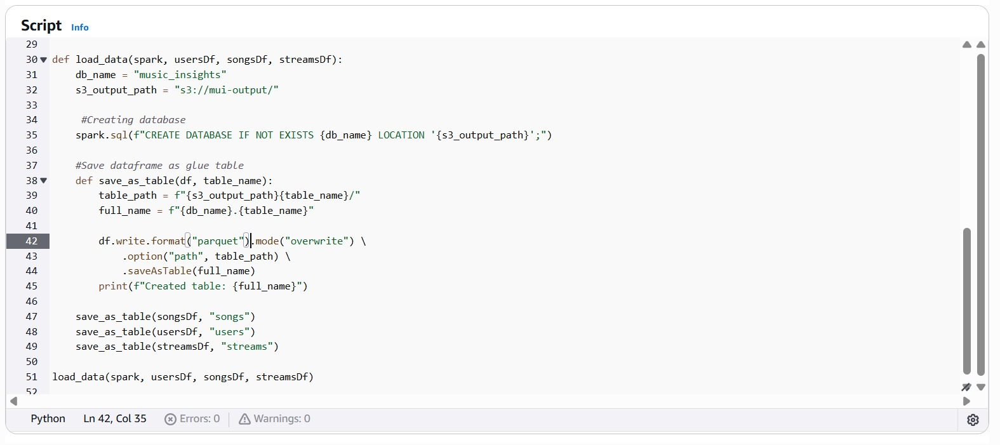 Script Info
29
30 def load_data(spark, usersDf, songsDf, streamsDf):
31     db_name = "music_insights"
32     s3_output_path = "s3://mui-output/"
33
34      #Creating database
35     spark.sql(f"CREATE DATABASE IF NOT EXISTS {db_name} LOCATION '{s3_output_path}';")
36
37     #Save dataframe as glue table
38     def save_as_table(df, table_name):
39         table_path = f"{s3_output_path}{table_name}/"
40         full_name = f"{db_name}.{table_name}"
41
42         df.write.format("parquet").mode("overwrite") \
43             .option("path", table_path) \
44             .saveAsTable(full_name)
45         print(f"Created table: {full_name}")
46
47     save_as_table(songsDf, "songs")
48     save_as_table(usersDf, "users")
49     save_as_table(streamsDf, "streams")
50
51 load_data(spark, usersDf, songsDf, streamsDf)
52
Python Ln 42, Col 35 Errors: 0 Warnings: 0